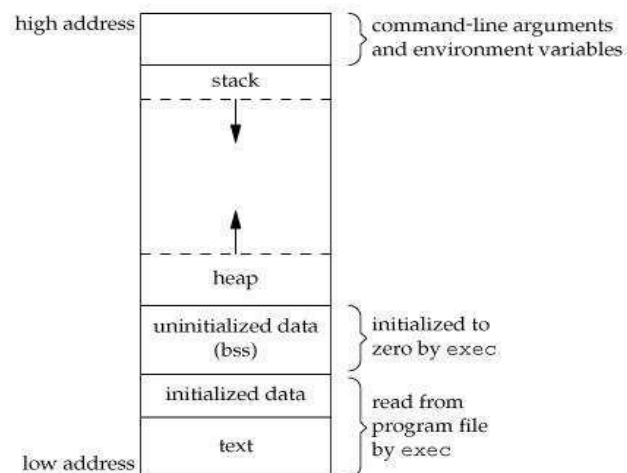 high address
command-line arguments
and environment variables
stack
heap
uninitialized data
(bss)
initialized to
zero by exec
initialized data
read from
program file
by exec
text
low address